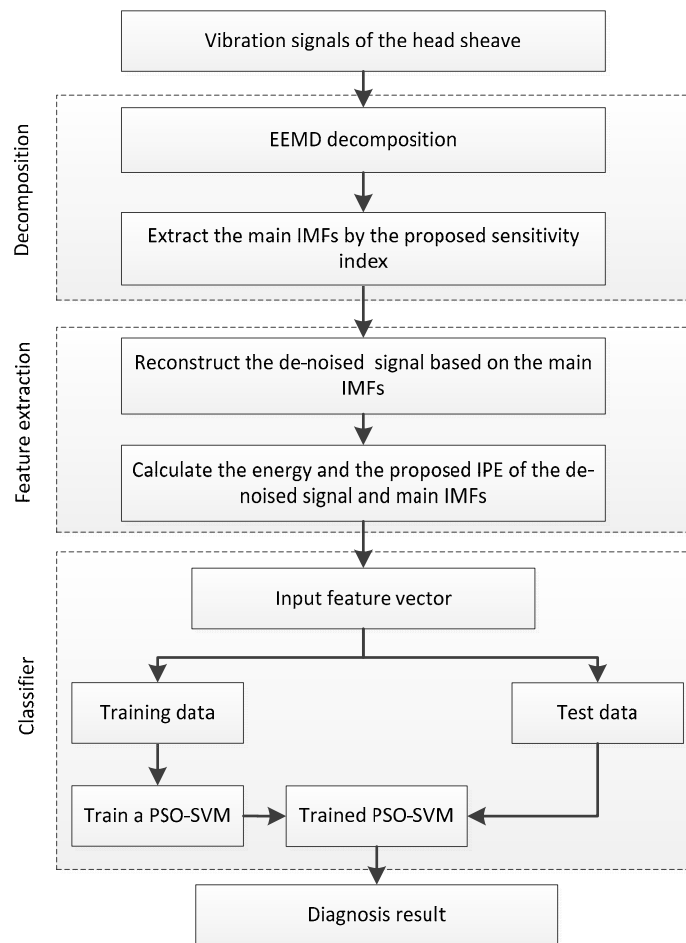 Vibration signals of the head sheave
Decomposition
EEMD decomposition
Extract the main IMFs by the proposed sensitivity
index
Feature extraction
Reconstruct the de-noised signal based on the main
IMFs
Calculate the energy and the proposed IPE of the de-
noised signal and main IMFs
Classifier
Input feature vector
Training data
Test data
Train a PSO-SVM
Trained PSO-SVM
Diagnosis result